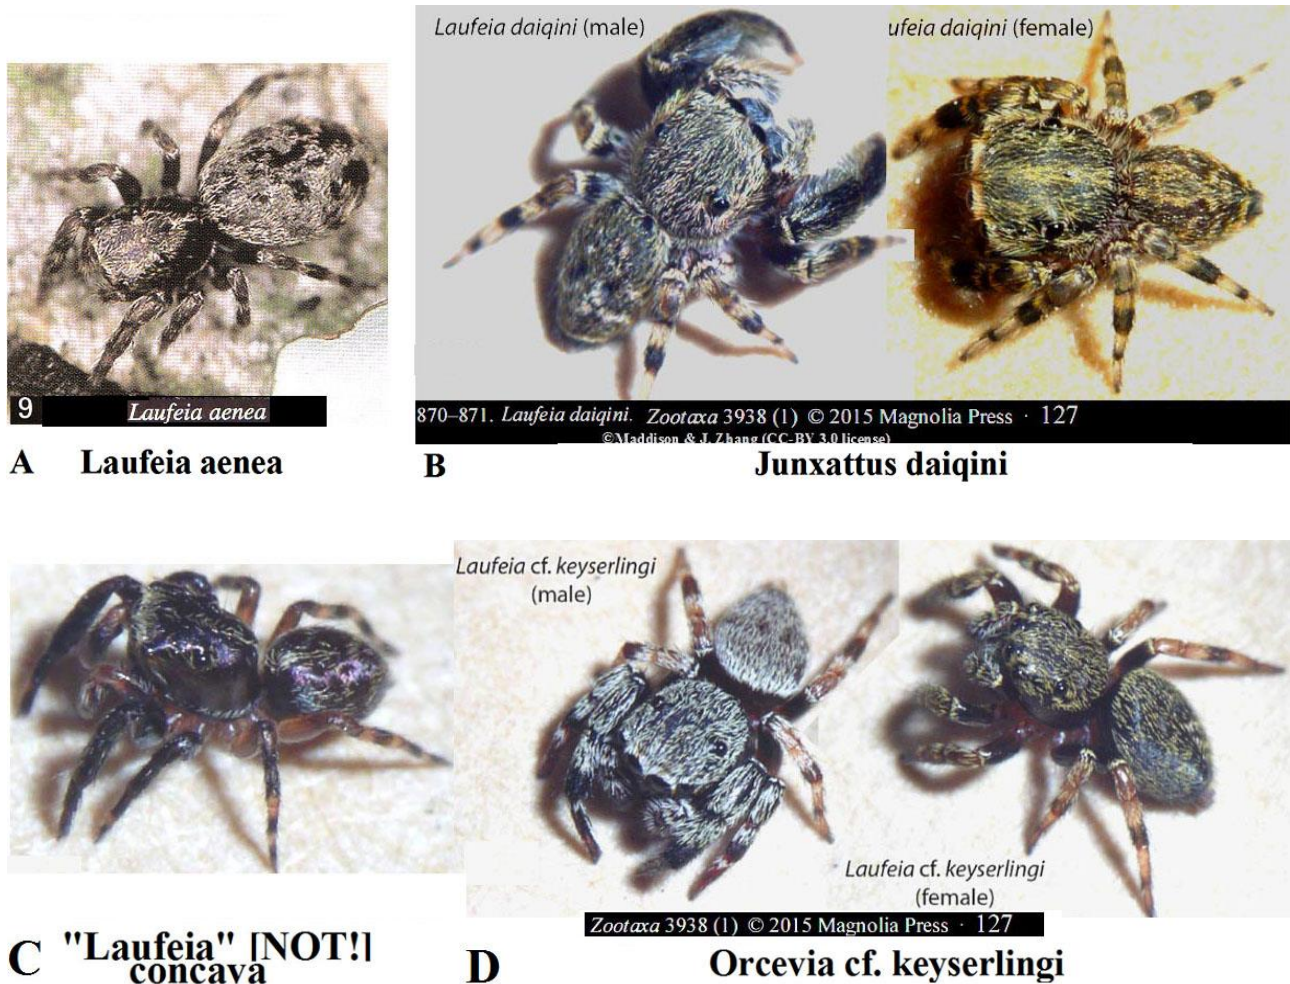 Laufeia daiqini (male)
ufeia daiqini (female)
9
Laufeia aenea
870–871. Laufeia daiqini. Zootaxa 3938 (1) © 2015 Magnolia Press · 127
©Maddison & J. Zhang (CC-BY 3.0 license)
A Laufeia aenea
B Junxattus daiqini
Laufeia cf. keyserlingi
(male)
Laufeia cf. keyserlingi
(female)
Zootaxa 3938 (1) © 2015 Magnolia Press · 127
C "Laufeia" [NOT!]
concava
D Orcevia cf. keyserlingi